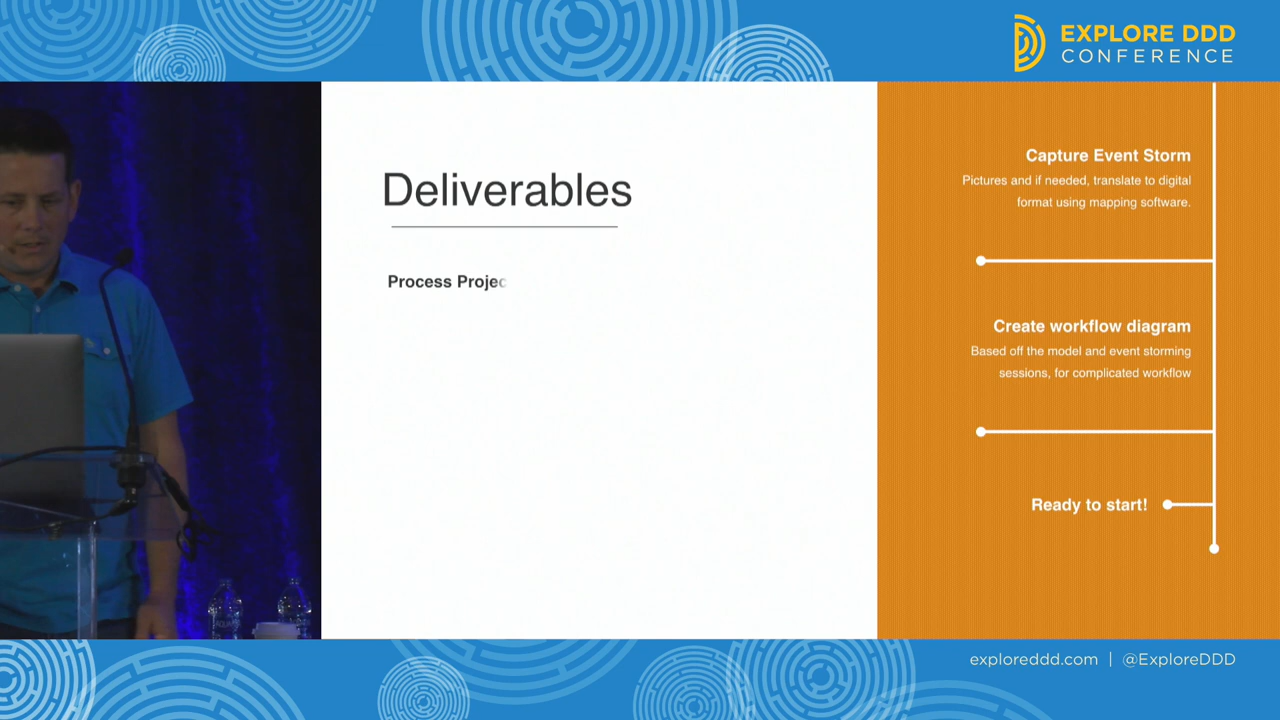 EXPLORE DDD
CONFERENCE
Deliverables
Process Projec
Capture Event Storm
Pictures and if needed, translate to digital
format using mapping software.
Create workflow diagram
Based off the model and event storming
sessions, for complicated workflow
Ready to start!
exploreddd.com | @ExploreDDD